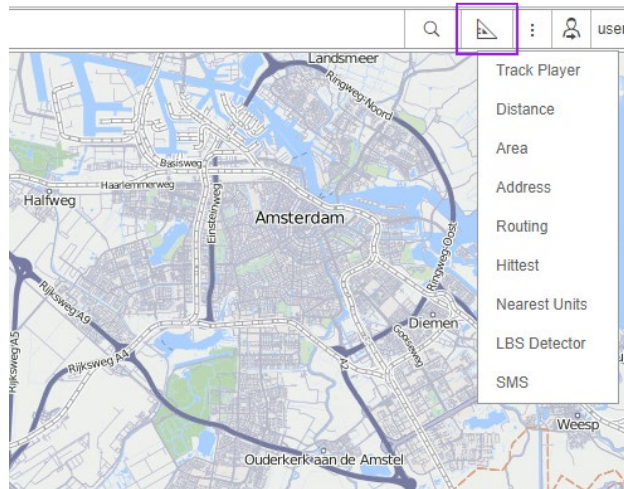 user
Track Player
Distance
Area
Address
Routing
Hittest
Nearest Units
LBS Detector
SMS
Landsmeer
Ringweg-Noord
Basisweg
Haarlemmerweg
Halfweg
Einsteinweg
Amsterdam
Ringweg-Oost
Rijksweg A9
Diemen
Gooiseweg
Rijksweg A5
Rijksweg A4
A2
Weesp
Ouderkerk aan de Amstel